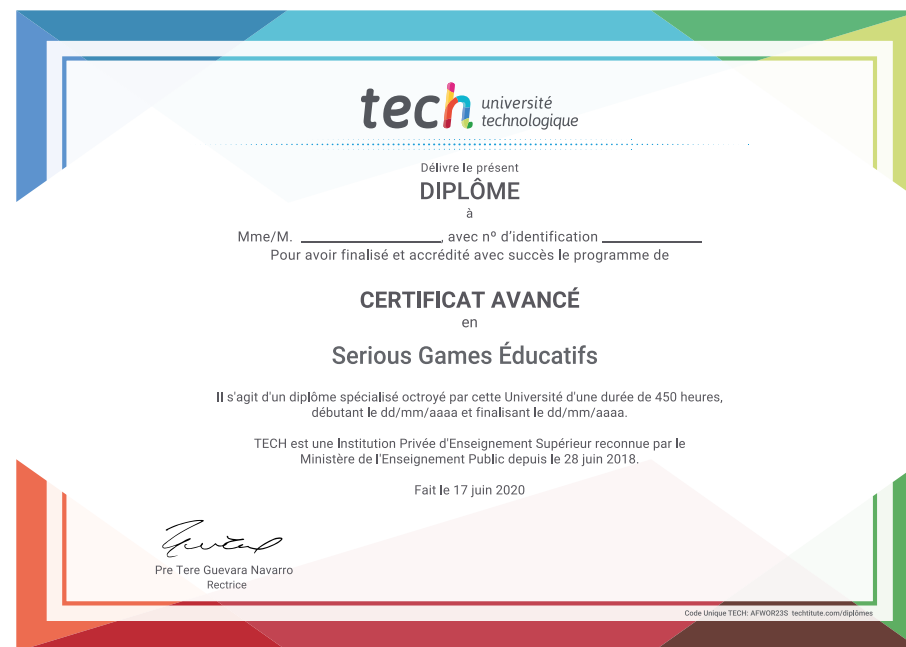 tech université
technologique
Délivre le présent
DIPLÔME
à
Mme/M. ____________________, avec nº d'identification ______________
Pour avoir finalisé et accrédité avec succès le programme de
CERTIFICAT AVANCÉ
en
Serious Games Éducatifs
Il s'agit d'un diplôme spécialisé octroyé par cette Université d'une durée de 450 heures,
débutant le dd/mm/aaaa et finalisant le dd/mm/aaaa.
TECH est une Institution Privée d'Enseignement Supérieur reconnue par le
Ministère de l'Enseignement Public depuis le 28 juin 2018.
Fait le 17 juin 2020
Pre Tere Guevara Navarro
Rectrice
Code Unique TECH: AFWOR23S techtitute.com/diplômes